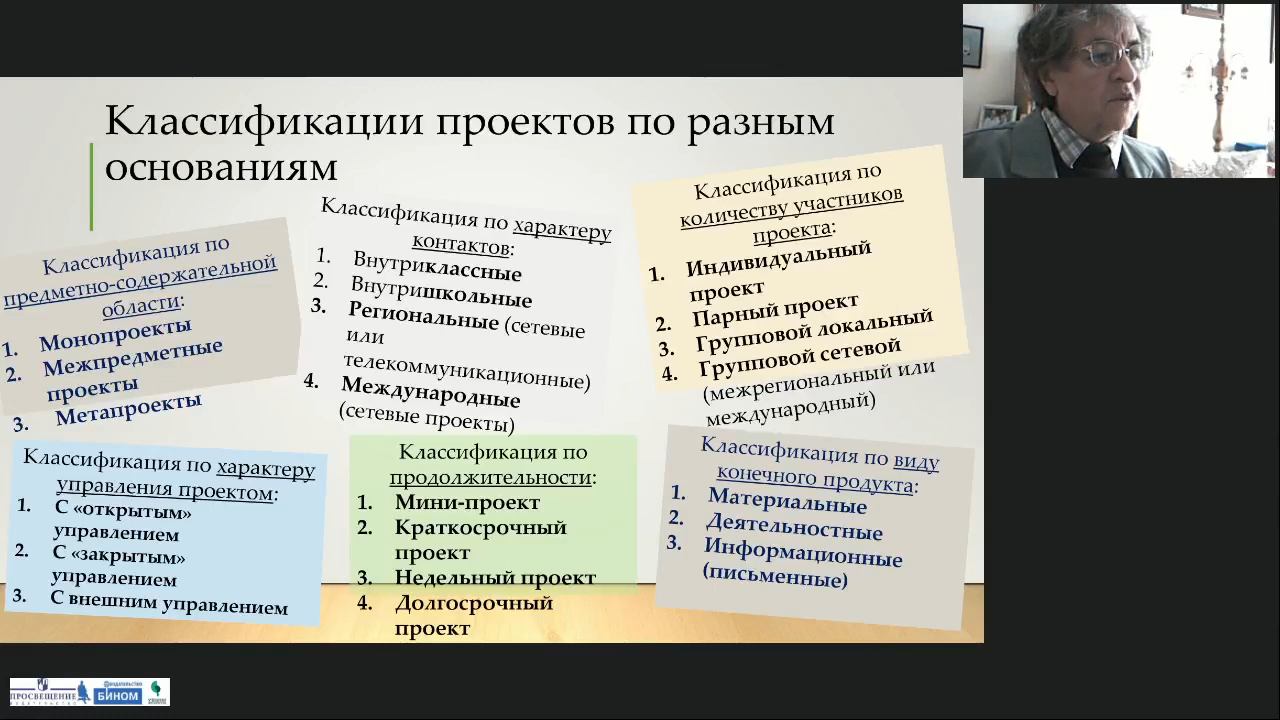 Классификации проектов по разным
основаниям
Классификация по
предметно-содержательной
области:
1. Монопроекты
2. Межпредметные
проекты
3. Метапроекты
Классификация по характеру
контактов:
1. Внутриклассные
2. Внутришкольные
3. Региональные (сетевые
или
телекоммуникационные)
4. Международные
(сетевые проекты)
Классификация по
количеству участников
проекта:
1. Индивидуальный
проект
2. Парный проект
3. Групповой локальный
4. Групповой сетевой
(межрегиональный или
международный)
Классификация по характеру
управления проектом:
1. С «открытым»
управлением
2. С «закрытым»
управлением
3. С внешним управлением
Классификация по
продолжительности:
1. Мини-проект
2. Краткосрочный
проект
3. Недельный проект
4. Долгосрочный
проект
Классификация по виду
конечного продукта:
1. Материальные
2. Деятельностные
3. Информационные
(письменные)
ПРОСВЕЩЕНИЕ
ИЗДАТЕЛЬСТВО
Издательство
БИНОМ